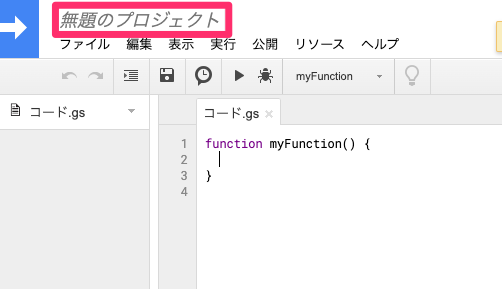 無題のプロジェクト
ファイル 編集 表示 実行 公開 リソース ヘルプ
myFunction
コード.gs
コード.gs
1 function myFunction() {
2
3 }
4